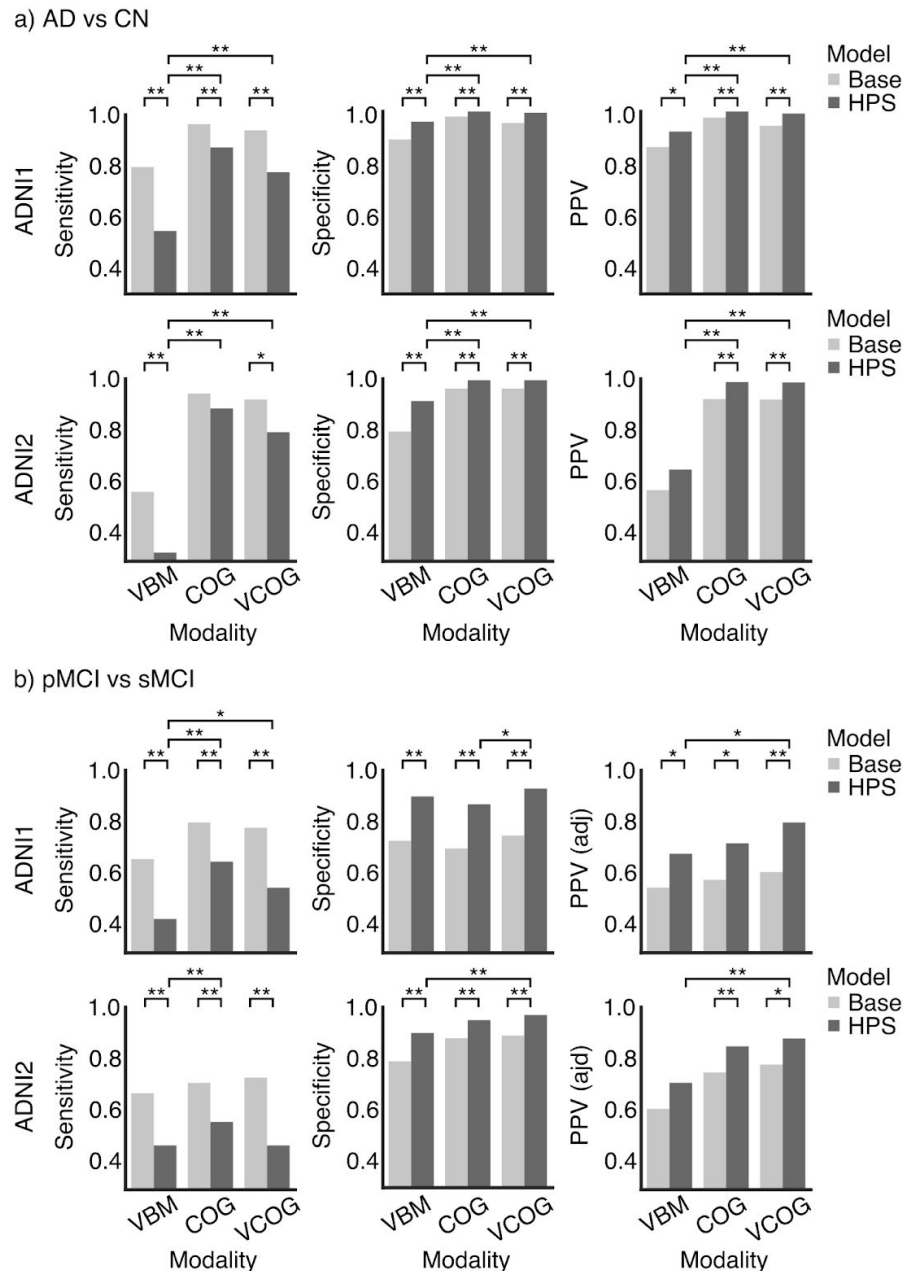 a) AD vs CN
** ** **
** ** **
** ** ** ** ** ** * ** **
Model
Base
HPS
ADNI1
Sensitivity
1.0
0.8
0.6
0.4
Specificity
1.0
0.8
0.6
0.4
PPV
1.0
0.8
0.6
0.4
** ** **
** ** **
** * ** ** ** ** **
Model
Base
HPS
ADNI2
Sensitivity
1.0
0.8
0.6
0.4
Specificity
1.0
0.8
0.6
0.4
PPV
1.0
0.8
0.6
0.4
VBM COG VCOG
Modality
VBM COG VCOG
Modality
VBM COG VCOG
Modality
b) pMCI vs sMCI
*
** * *
** ** ** ** ** ** * * **
Model
Base
HPS
ADNI1
Sensitivity
1.0
0.8
0.6
0.4
Specificity
1.0
0.8
0.6
0.4
PPV (adj)
1.0
0.8
0.6
0.4
** ** **
** ** ** ** ** ** ** *
Model
Base
HPS
ADNI2
Sensitivity
1.0
0.8
0.6
0.4
Specificity
1.0
0.8
0.6
0.4
PPV (ajd)
1.0
0.8
0.6
0.4
VBM COG VCOG
Modality
VBM COG VCOG
Modality
VBM COG VCOG
Modality